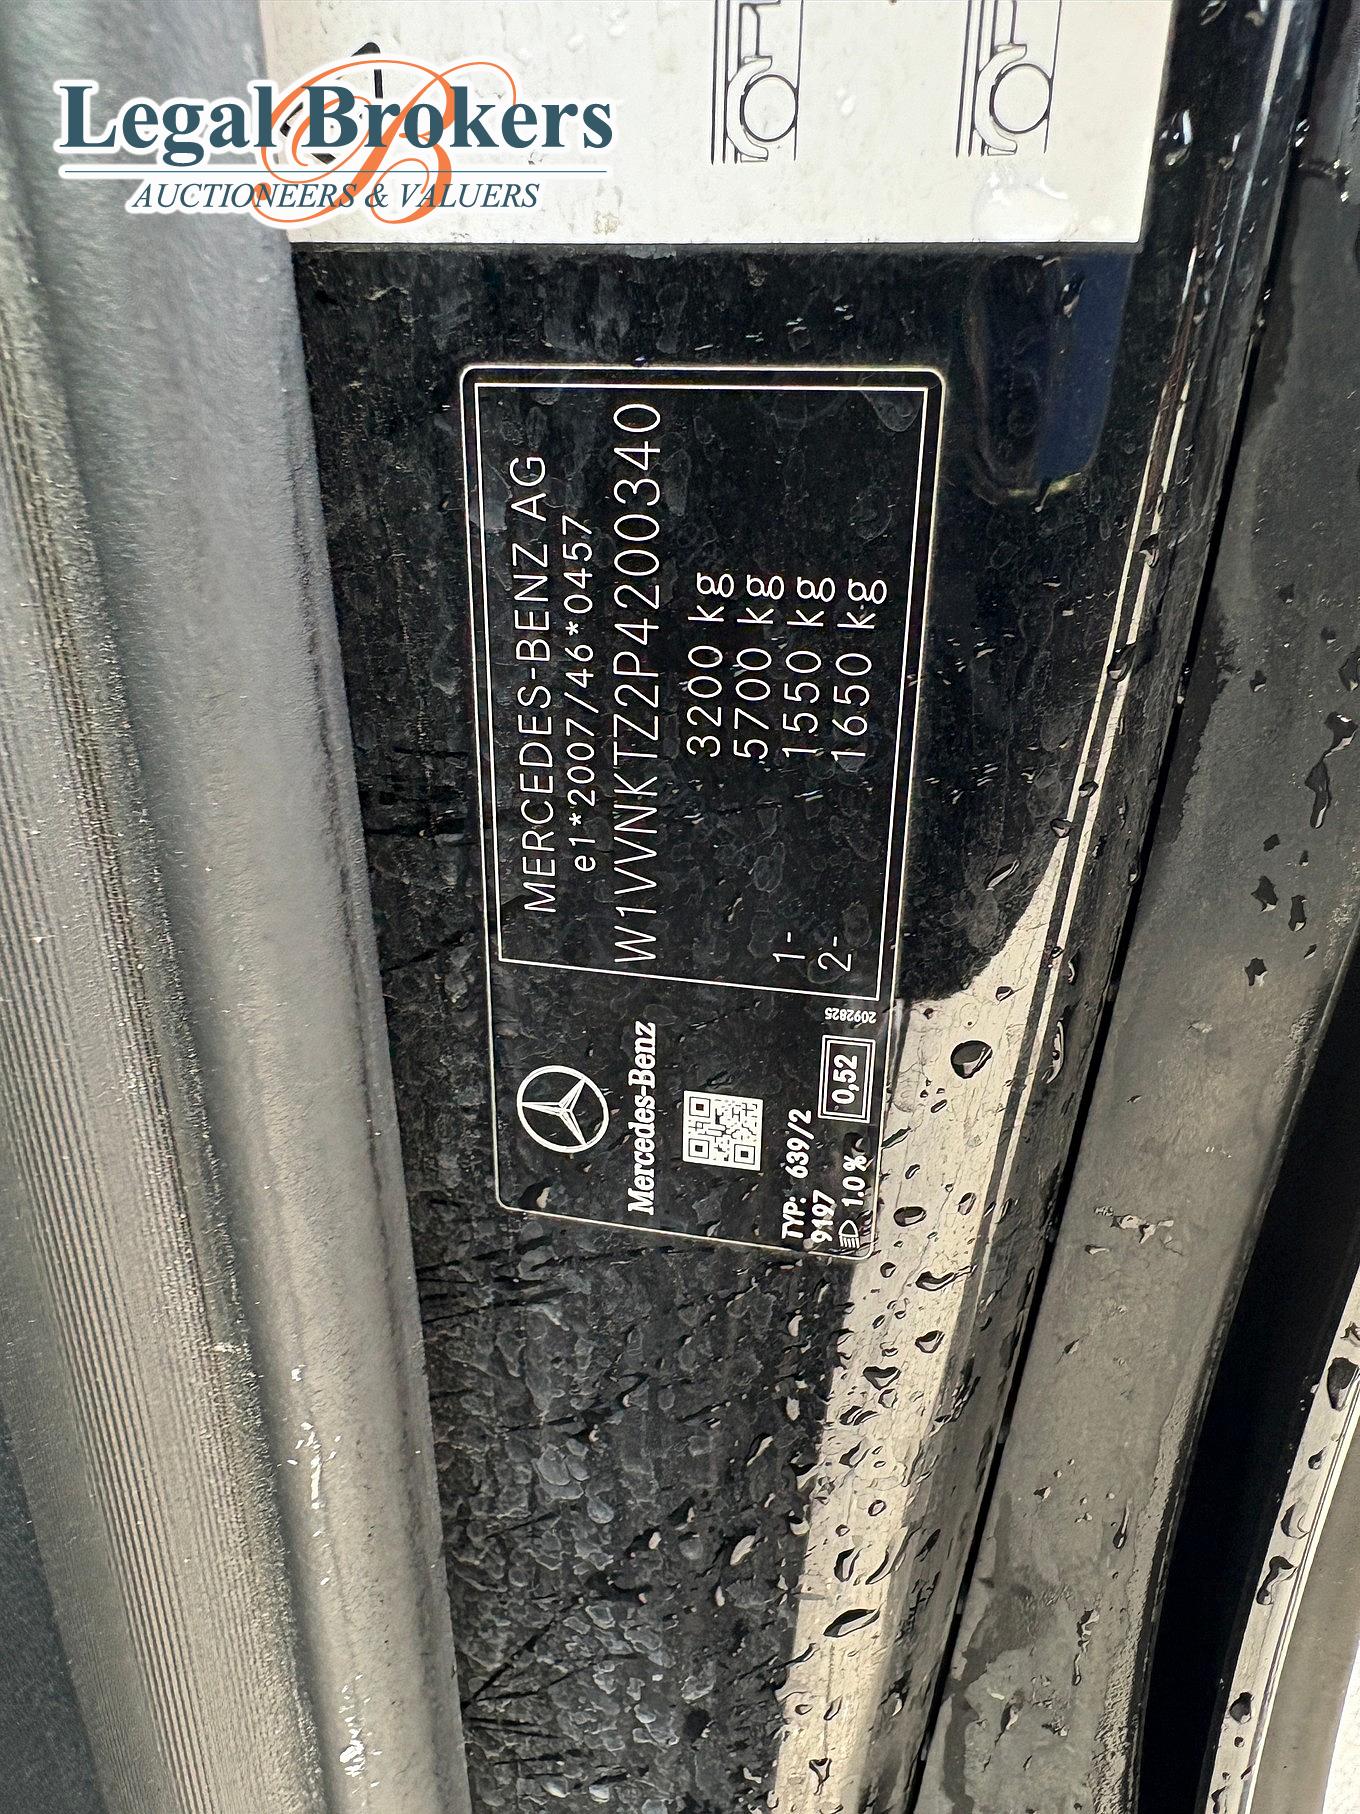 Legal Brokers
AUCTIONEERS & VALUERS
MERCEDES-BENZ AG
e1*2007/46*0457
W1VVNKTZ2P4200340
3200 kg
5700 kg
1- 1550 kg
2- 1650 kg
Mercedes-Benz
TYP: 639/2
9197
1.0 %
0,52
2092825